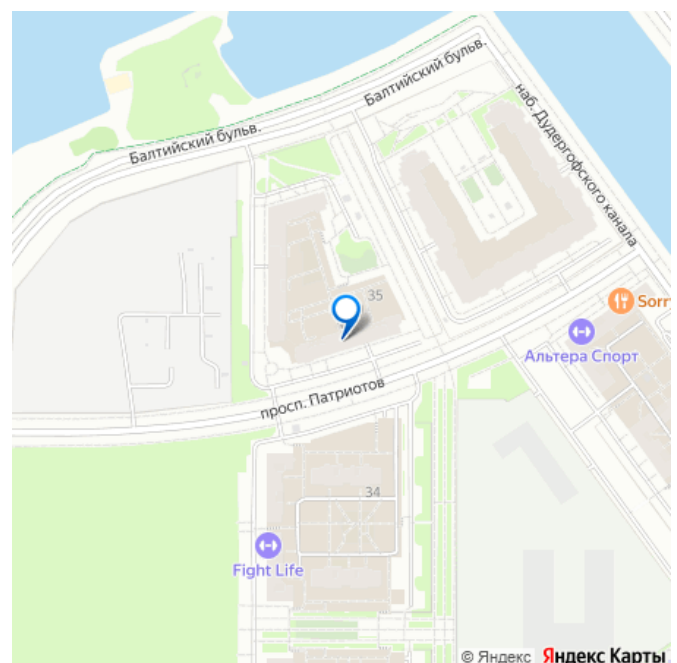 Балтийский бульв.
Балтийский бульв.
наб. Дудергофского канала
35
Sorr
Альтера Спорт
просп. Патриотов
34
Fight Life
© Яндекс Яндекс Карты